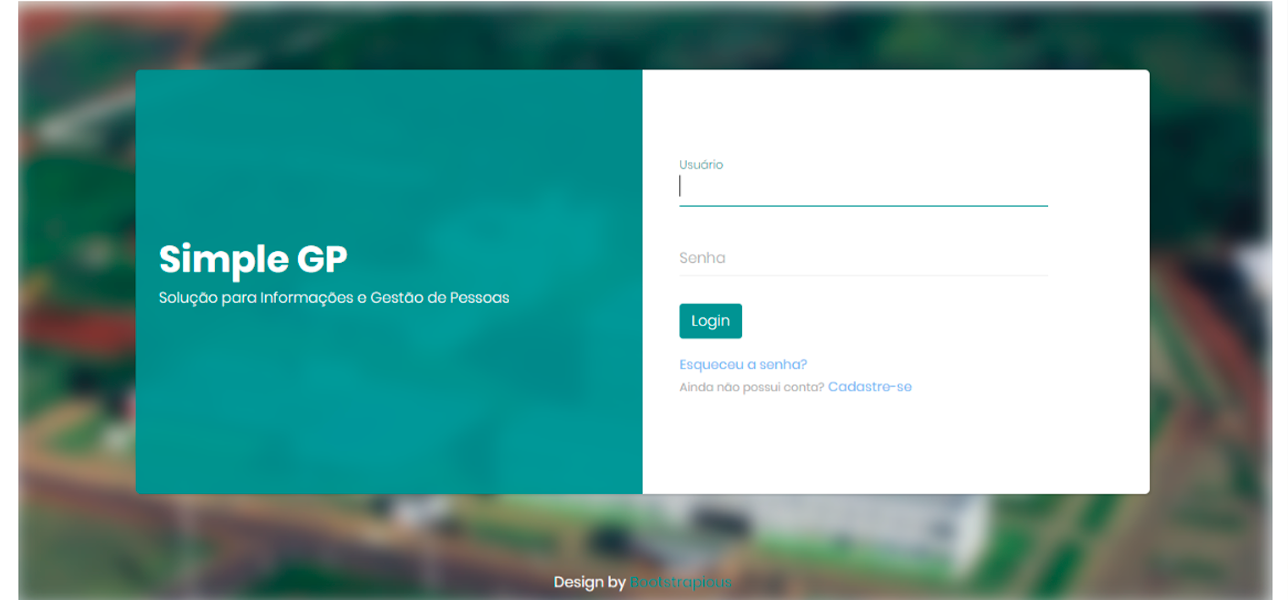 Simple GP
Solução para Informações e Gestão de Pessoas
Usuário
Senha
Login
Esqueceu a senha?
Ainda não possui conta? Cadastre-se
Design by Bootstrapious